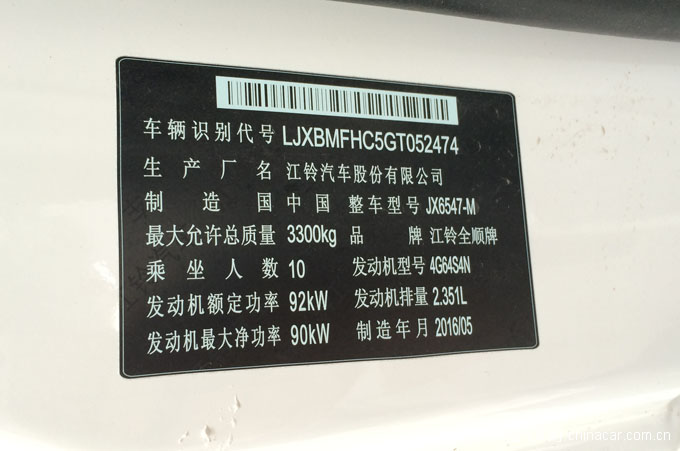 车辆识别代号 LJXBMFHC5GT052474
生产厂名 江铃汽车股份有限公司
制造国 中国 整车型号 JX6547-M
最大允许总质量 3300kg 品牌 江铃全顺牌
乘坐人数 10 发动机型号 4G64S4N
发动机额定功率 92kW 发动机排量 2.351L
发动机最大净功率 90kW 制造年月 2016/05
chinacar.com.cn